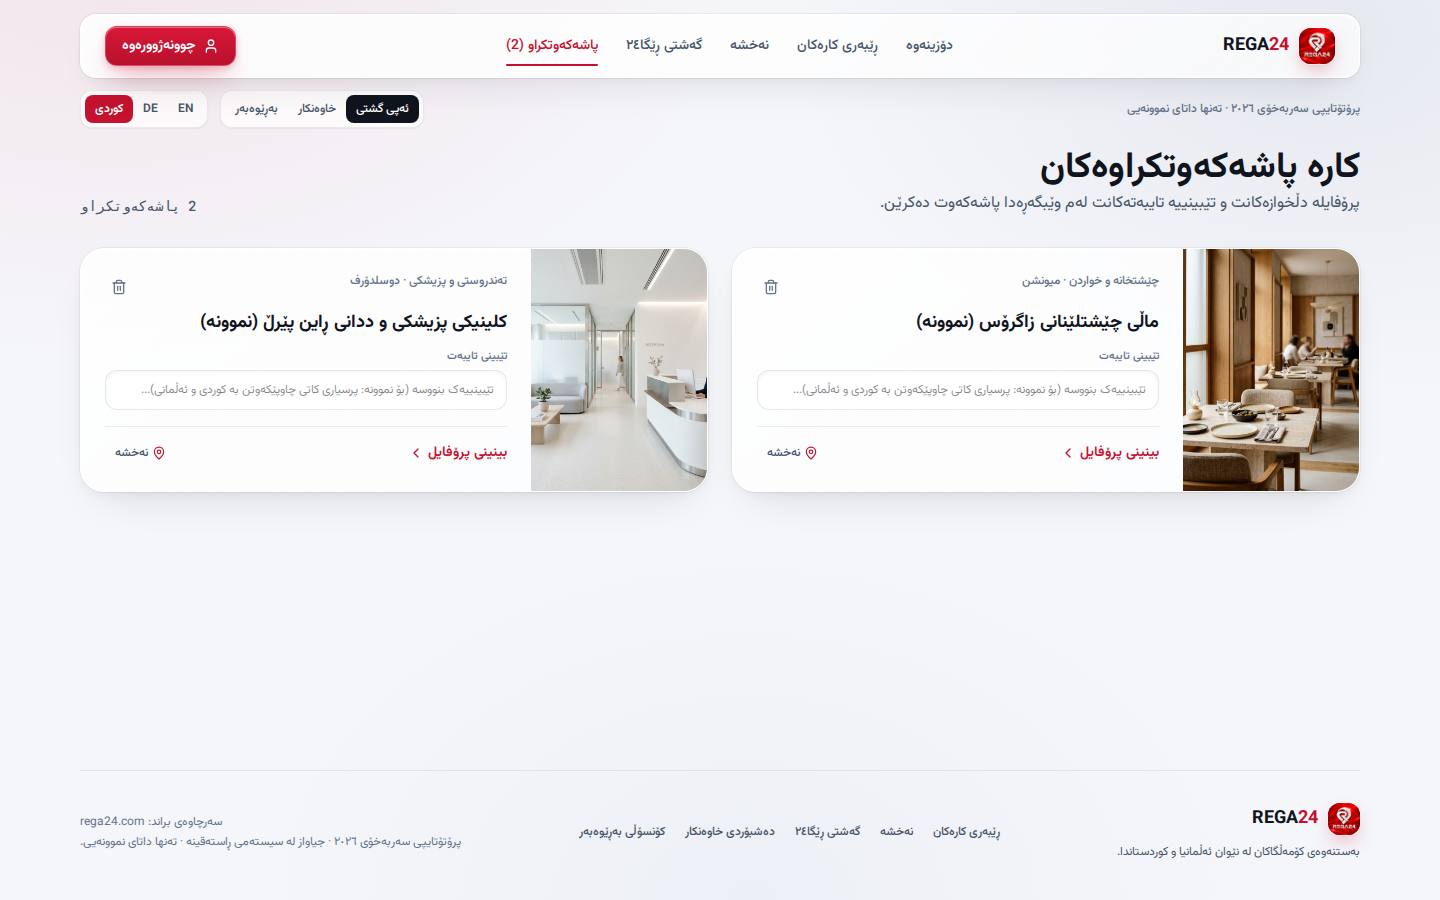 REGA24
دۆزینەوە
ڕێبەری کارەکان
نەخشە
گەشتی ڕێگا٢٤
پاشەکەوتکراو (2)
چوونەژوورەوە
پرۆتۆتایپی سەربەخۆی ٢٠٢٦ · تەنها داتای نموونەیی
ئەپی گشتی
خاوەنکار
بەڕێوەبەر
EN
DE
کوردی
کارە پاشەکەوتکراوەکان
پرۆفایلە دڵخوازەکانت و تێبینییە تایبەتەکانت لەم وێبگەڕەدا پاشەکەوت دەکرێن.
2 پاشەکەوتکراو
چێشتخانە و خواردن · میونشن
ماڵی چێشتلێنانی زاگرۆس (نموونە)
تێبینی تایبەت
تێبینییەک بنووسە (بۆ نموونە: پرسیاری کاتی چاوپێکەوتن بە کوردی و ئەڵمانی)...
بینینی پرۆفایل
نەخشە
تەندروستی و پزیشکی · دوسلدۆرف
کلینیکی پزیشکی و ددانی ڕاین پێرڵ (نموونە)
تێبینی تایبەت
تێبینییەک بنووسە (بۆ نموونە: پرسیاری کاتی چاوپێکەوتن بە کوردی و ئەڵمانی)...
بینینی پرۆفایل
نەخشە
REGA24
بەستنەوەی کۆمەڵگاکان لە نێوان ئەڵمانیا و کوردستاندا.
ڕێبەری کارەکان
نەخشە
گەشتی ڕێگا٢٤
دەشبۆردی خاوەنکار
کۆنسۆڵی بەڕێوەبەر
سەرچاوەی براند: rega24.com
پرۆتۆتایپی سەربەخۆی ٢٠٢٦ · جیاواز لە سیستەمی ڕاستەقینە · تەنها داتای نموونەیی.